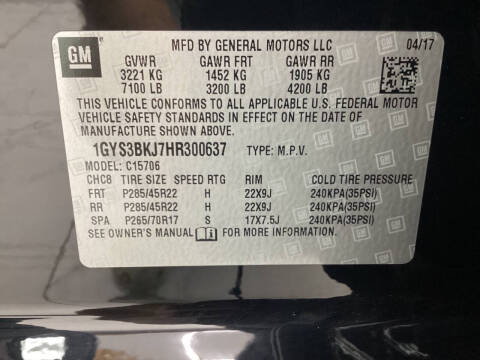 GM MFD BY GENERAL MOTORS LLC 04/17
GVWR GAWR FRT GAWR RR
3221 KG 1452 KG 1905 KG
7100 LB 3200 LB 4200 LB
THIS VEHICLE CONFORMS TO ALL APPLICABLE U.S. FEDERAL MOTOR
VEHICLE SAFETY STANDARDS IN EFFECT ON THE DATE OF
MANUFACTURE SHOWN ABOVE.
1GYS3BKJ7HR300637 TYPE: M.P.V.
MODEL: C15706
CHC8 TIRE SIZE SPEED RTG RIM COLD TIRE PRESSURE
FRT P285/45R22 H 22X9J 240KPA(35PSI)
RR P285/45R22 H 22X9J 240KPA(35PSI)
SPA P265/70R17 S 17X7.5J 240KPA(35PSI)
SEE OWNER'S MANUAL FOR MORE INFORMATION